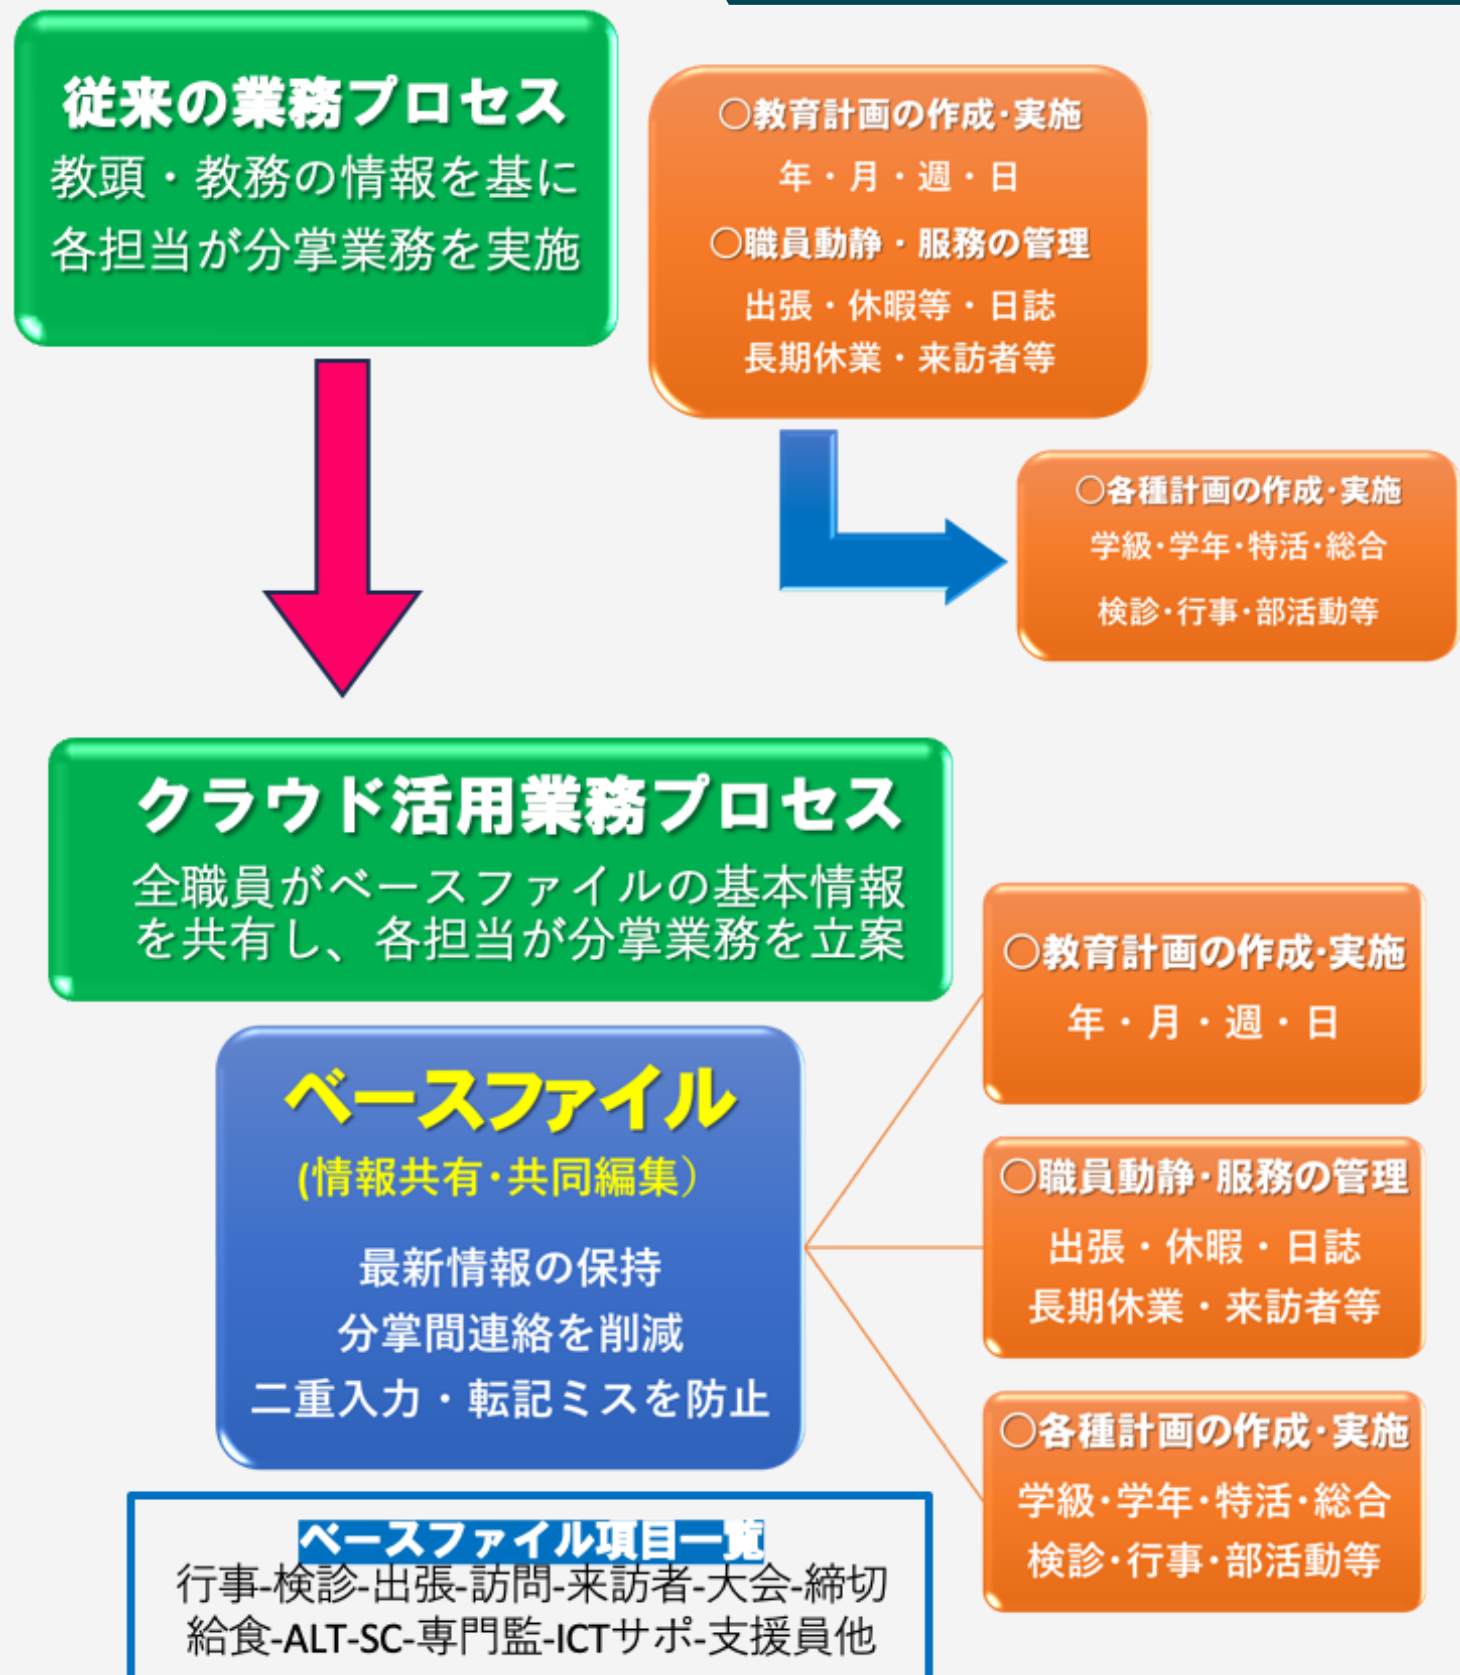 従来の業務プロセス
教頭・教務の情報を基に
各担当が分掌業務を実施
○教育計画の作成･実施
年・月・週・日
○職員動静・服務の管理
出張・休暇等・日誌
長期休業・来訪者等
○各種計画の作成･実施
学級･学年･特活･総合
検診･行事･部活動等
クラウド活用業務プロセス
全職員がベースファイルの基本情報
を共有し、各担当が分掌業務を立案
ベースファイル
(情報共有･共同編集）
最新情報の保持
分掌間連絡を削減
二重入力・転記ミスを防止
○教育計画の作成･実施
年・月・週・日
○職員動静･服務の管理
出張・休暇・日誌
長期休業・来訪者等
○各種計画の作成･実施
学級･学年･特活･総合
検診･行事･部活動等
ベースファイル項目一覧
行事-検診-出張-訪問-来訪者-大会-締切
給食-ALT-SC-専門監-ICTサポ-支援員他